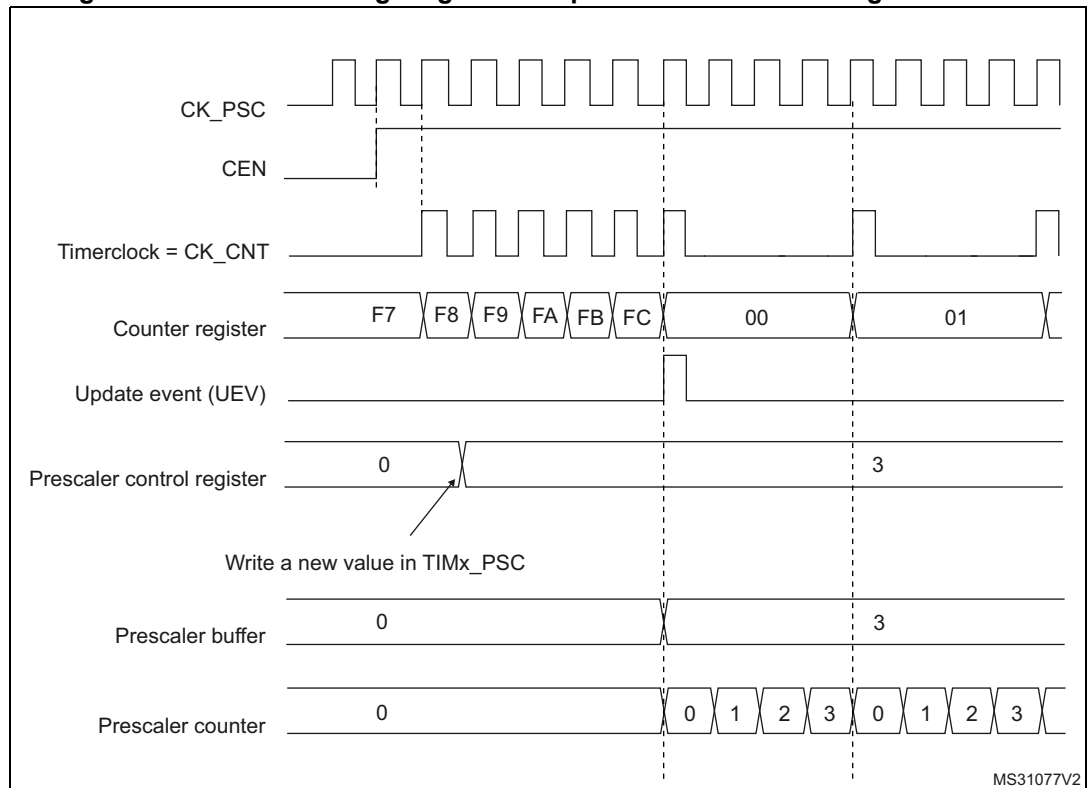 CK_PSC
CEN
Timerclock = CK_CNT
Counter register
F7 F8 F9 FA FB FC 00 01
Update event (UEV)
Prescaler control register
0 3
Write a new value in TIMx_PSC
Prescaler buffer
0 3
Prescaler counter
0 0 1 2 3 0 1 2 3
MS31077V2